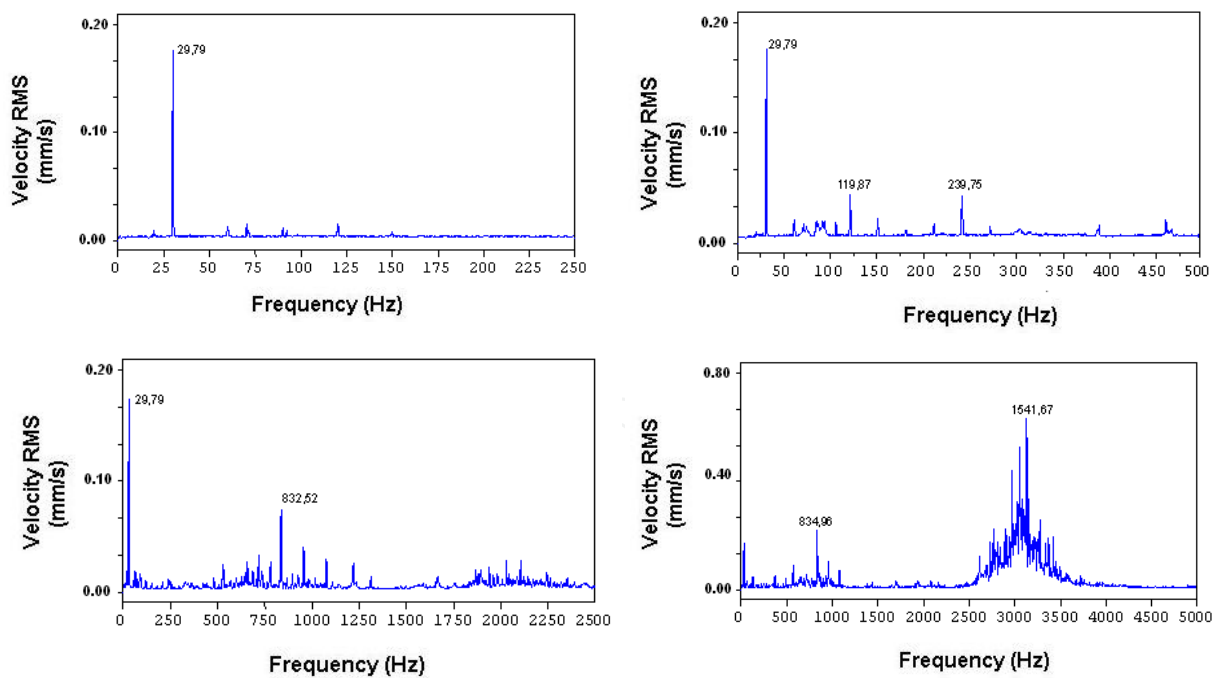 0.20
29,79
0.10
0.00
0 25 50 75 100 125 150 175 200 225 250
Velocity RMS
(mm/s)
Frequency (Hz)
0.20
29,79
0.10
119,87
239,75
0.00
0 50 100 150 200 250 300 350 400 450 500
Velocity RMS
(mm/s)
Frequency (Hz)
0.20
29,79
0.10
832,52
0.00
0 250 500 750 1000 1250 1500 1750 2000 2250 2500
Velocity RMS
(mm/s)
Frequency (Hz)
0.80
1541,67
0.40
834,96
0.00
0 500 1000 1500 2000 2500 3000 3500 4000 4500 5000
Velocity RMS
(mm/s)
Frequency (Hz)